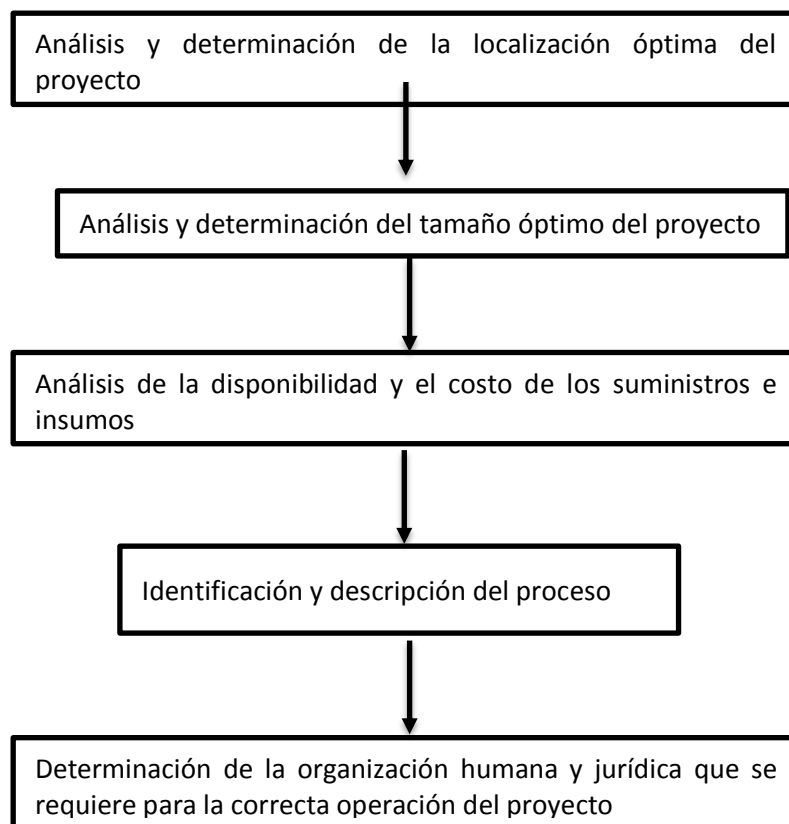 Análisis y determinación de la localización óptima del
proyecto
Análisis y determinación del tamaño óptimo del proyecto
Análisis de la disponibilidad y el costo de los suministros e
insumos
Identificación y descripción del proceso
Determinación de la organización humana y jurídica que se
requiere para la correcta operación del proyecto